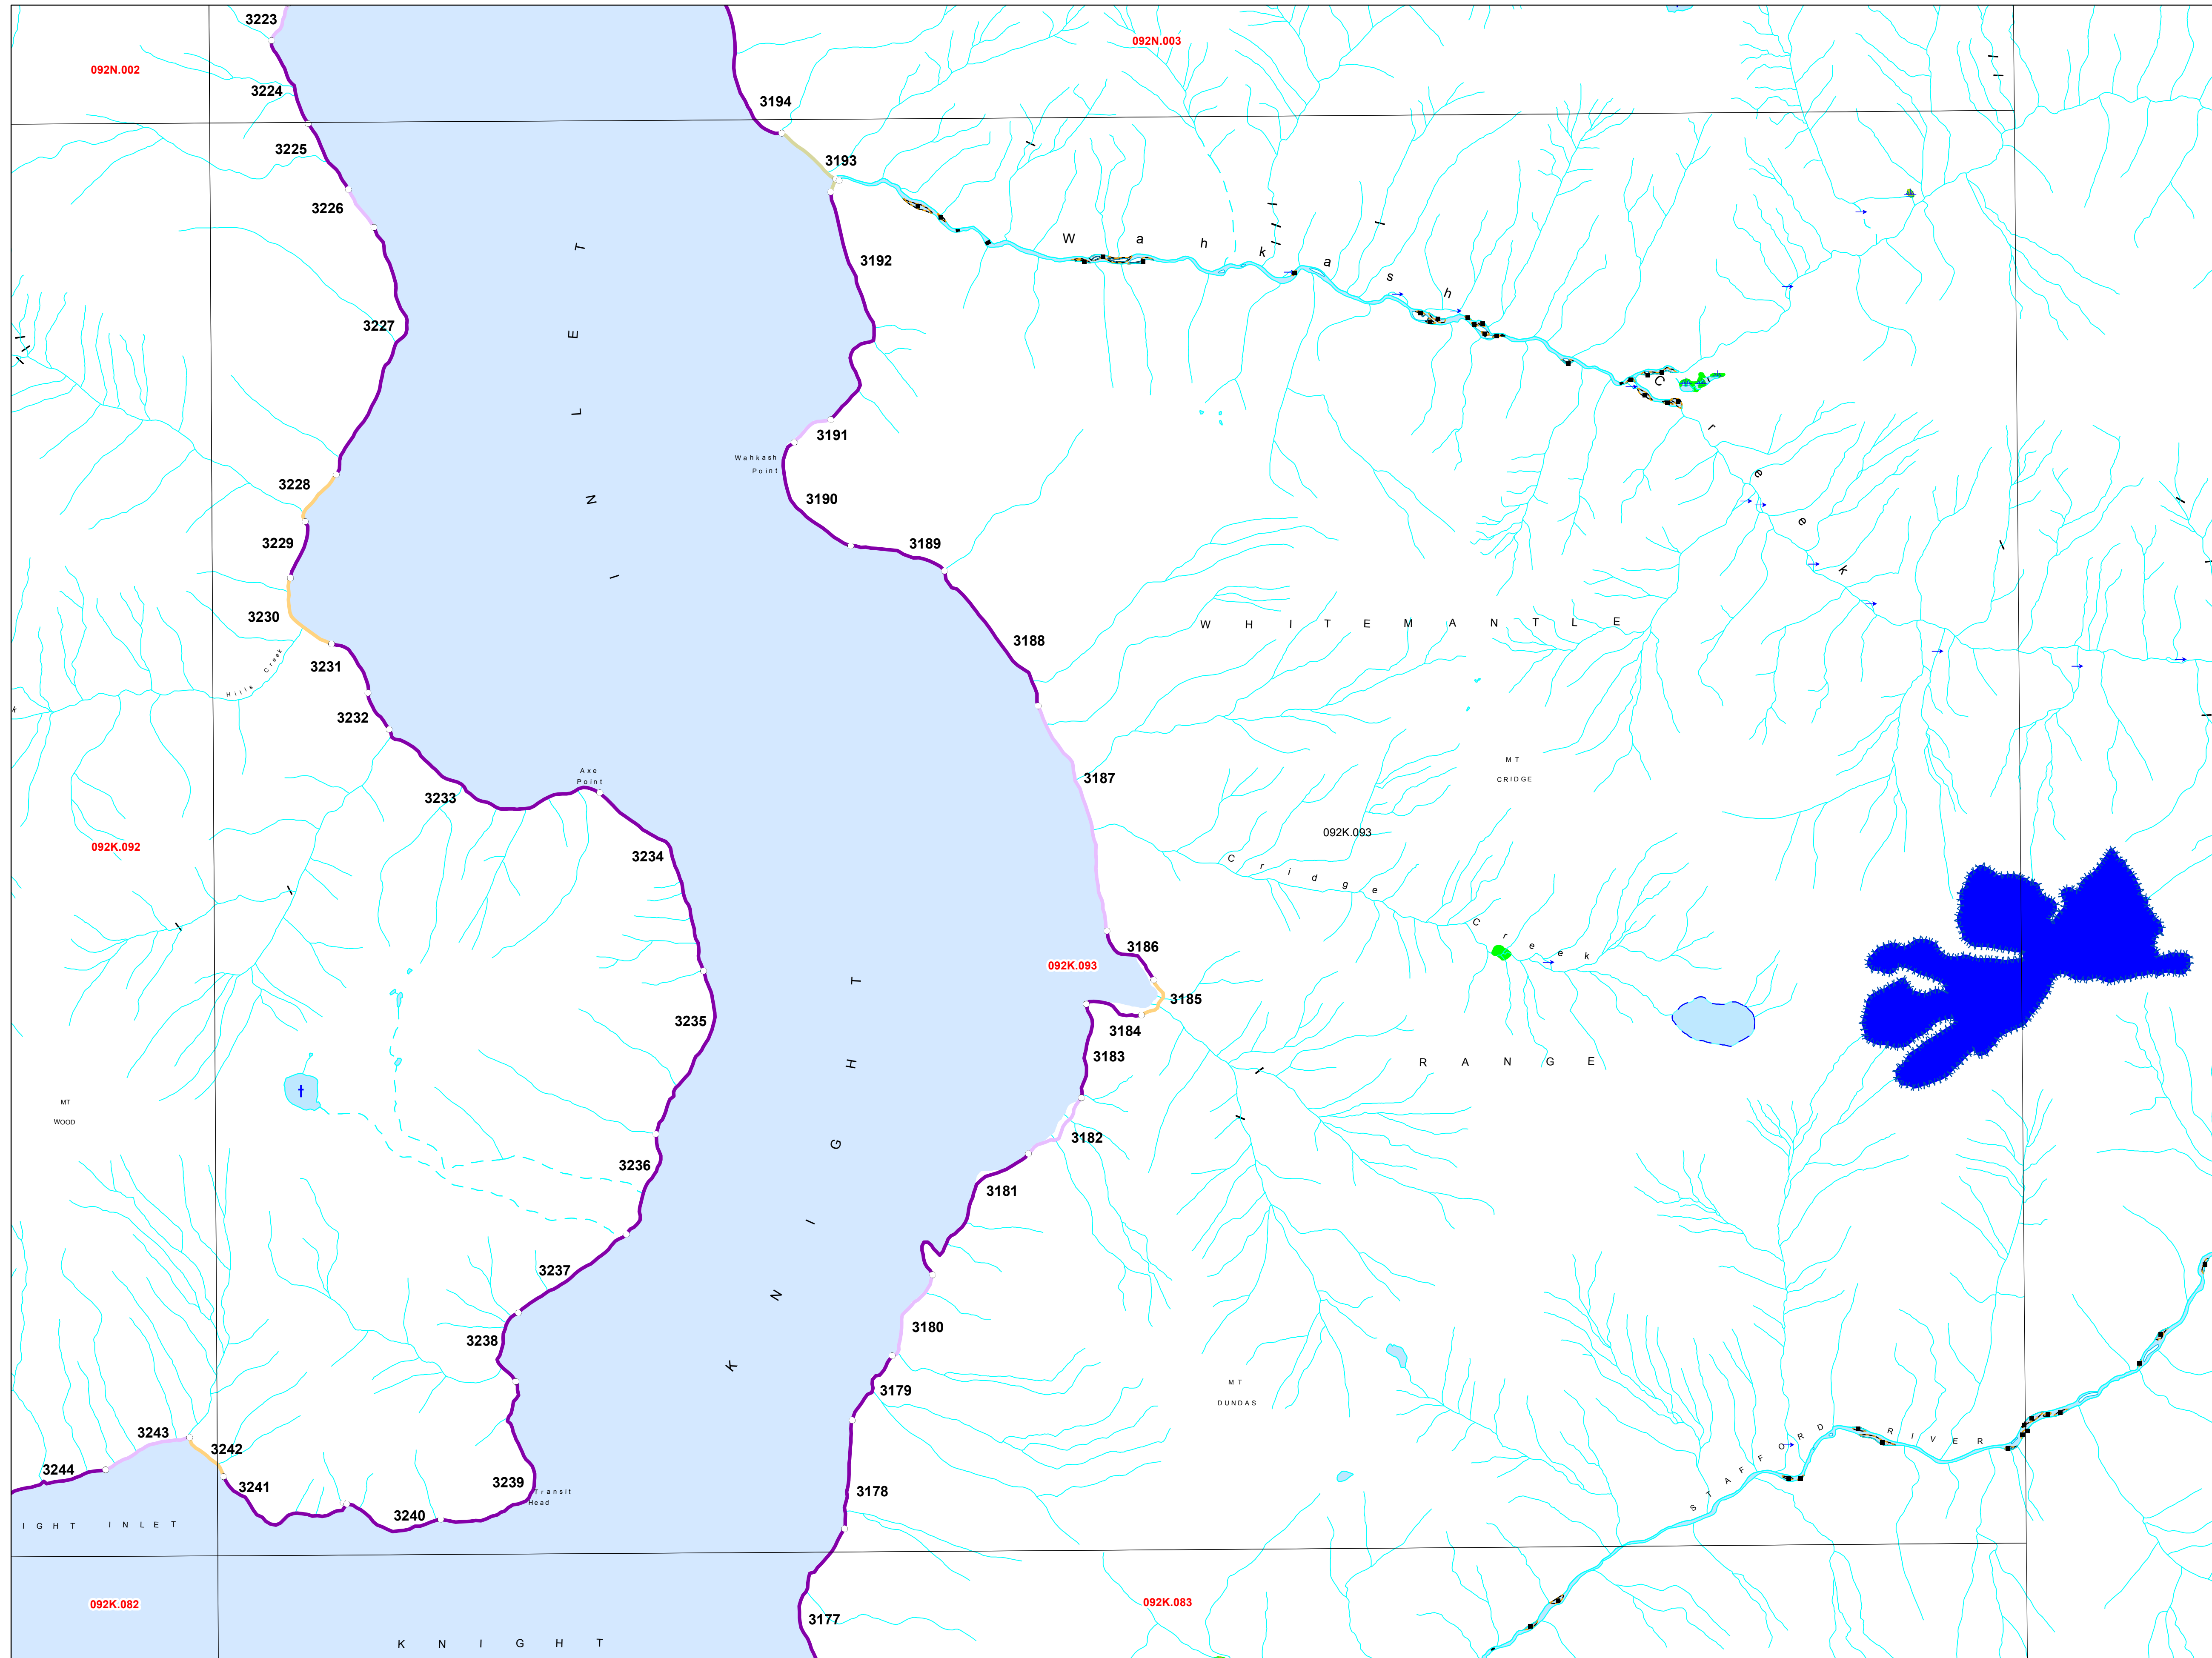 3223
092N.002
092N.003
3224
3194
3225
3193
3226
3192
Wahkash Creek
3227
3191
Wahkash
Point
3228
3190
3229
3189
3230
Hills Creek
3188
WHITEMANTLE
3231
k
3232
3187
MT
CRIDGE
Axe
Point
3233
092K.093
092K.092
3234
Cridge Creek
3186
092K.093
3185
3235
3184
3183
RANGE
MT
WOOD
3182
3236
3181
3237
3180
3238
KNIGHT INLET
3179
MT
DUNDAS
3243
3242
3244
3241
3239
Transit
Head
3178
STAFFORD RIVER
3240
IGHT INLET
092K.082
092K.083
3177
KNIGHT